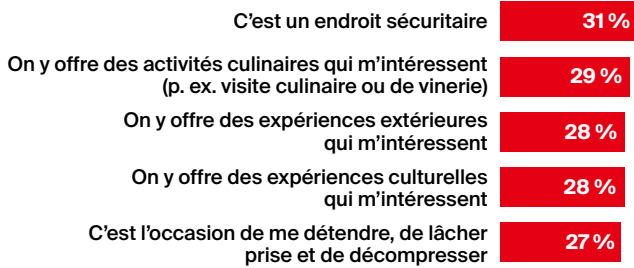 C’est un endroit sécuritaire 31 %
On y offre des activités culinaires qui m’intéressent
(p. ex. visite culinaire ou de vinerie) 29 %
On y offre des expériences extérieures
qui m’intéressent 28 %
On y offre des expériences culturelles
qui m’intéressent 28 %
C’est l’occasion de me détendre, de lâcher
prise et de décompresser 27 %